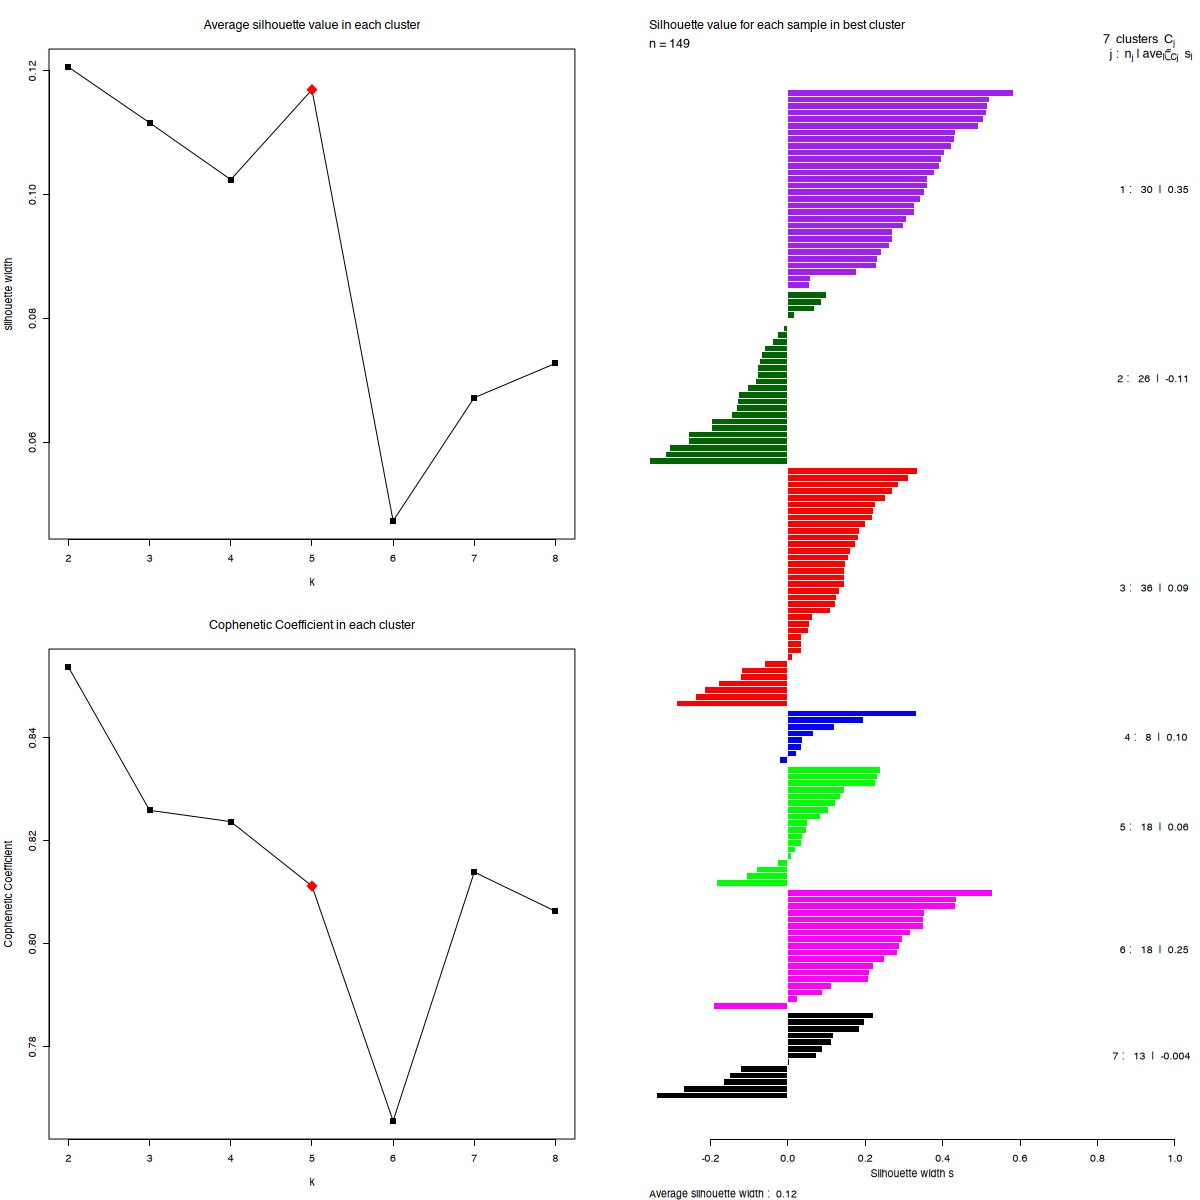 Average silhouette value in each cluster
silhouette width
0.12
0.10
0.08
0.06
2 3 4 5 6 7 8
k
Cophenetic Coefficient in each cluster
Cophenetic Coefficient
0.84
0.82
0.80
0.78
2 3 4 5 6 7 8
k
Silhouette value for each sample in best cluster
n = 149
7 clusters Cj
j : nj | avei∈Cj si
1 : 30 | 0.35
2 : 26 | -0.11
3 : 36 | 0.09
4 : 8 | 0.10
5 : 18 | 0.06
6 : 18 | 0.25
7 : 13 | -0.004
-0.2 0.0 0.2 0.4 0.6 0.8 1.0
Silhouette width s
Average silhouette width : 0.12